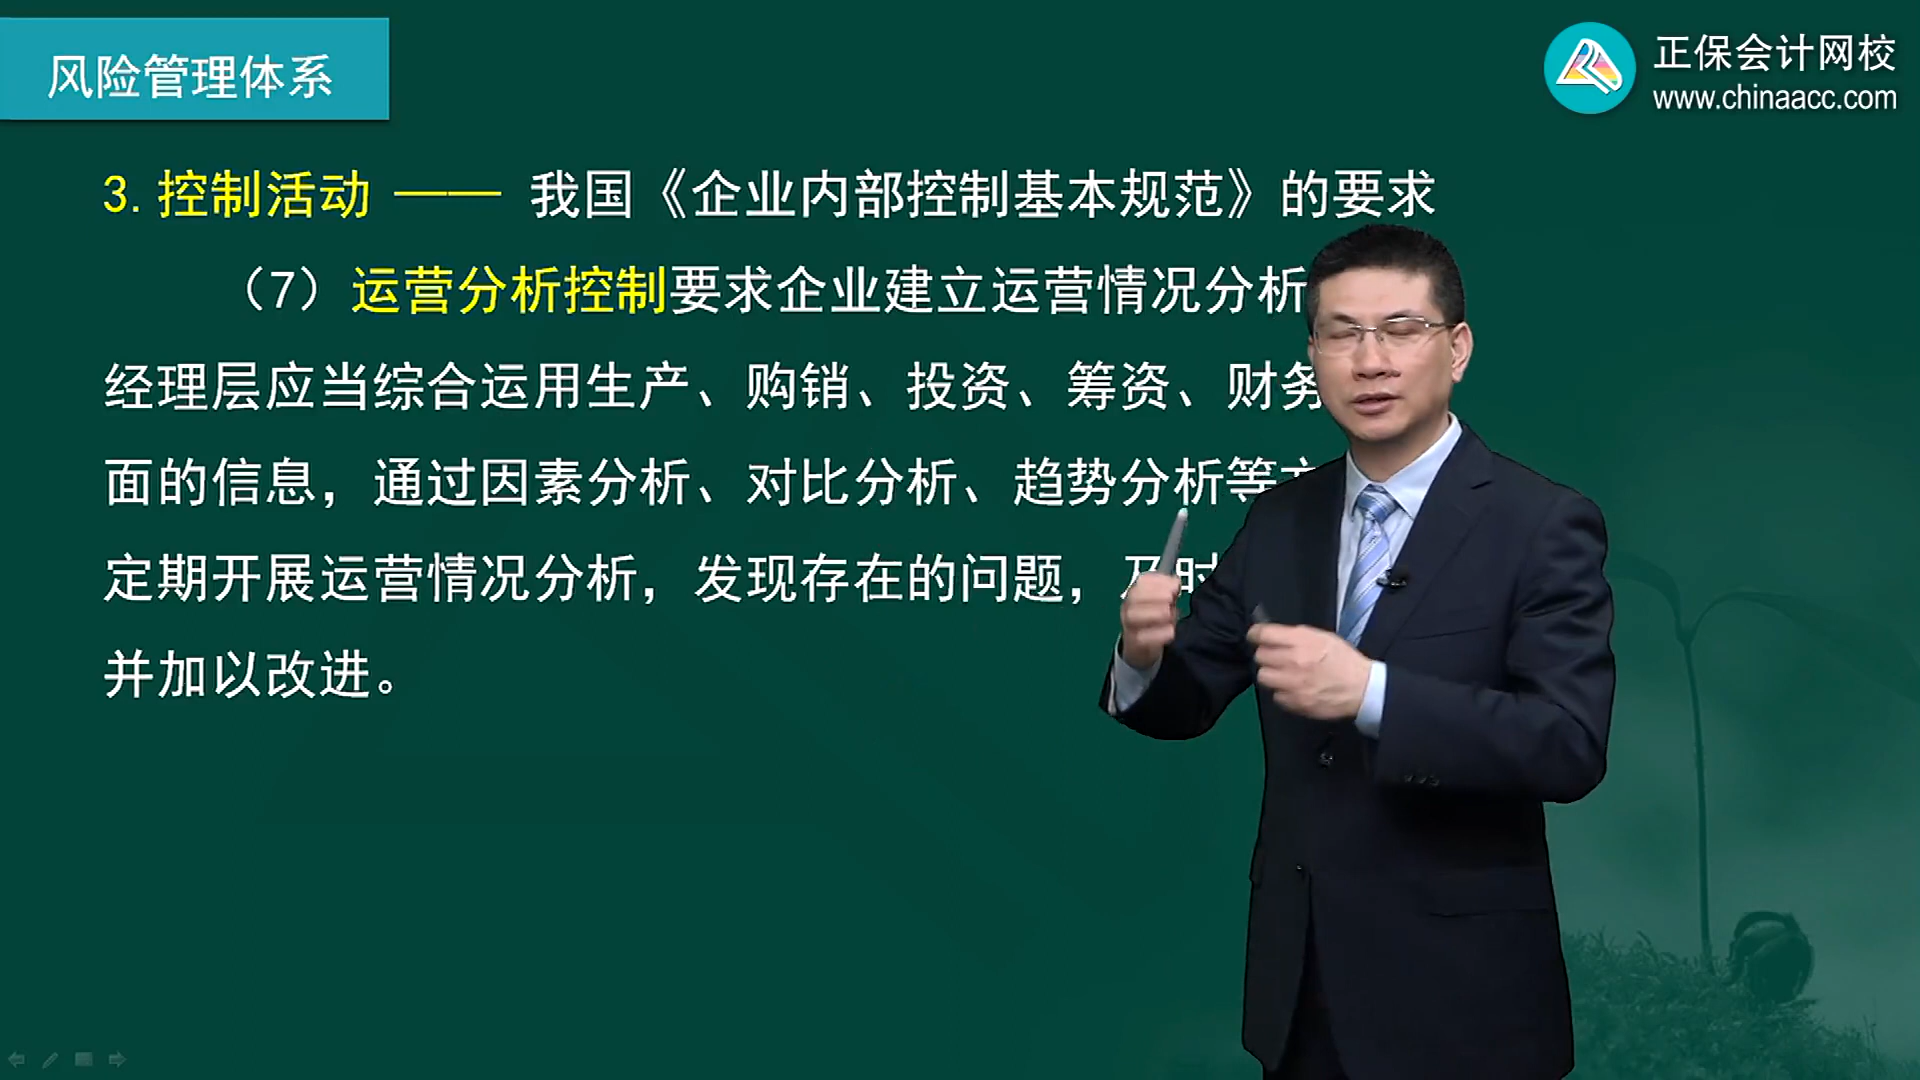 风险管理体系
正保会计网校
www.chinaacc.com
3. 控制活动 —— 我国《企业内部控制基本规范》的要求
（7）运营分析控制要求企业建立运营情况分析
经理层应当综合运用生产、购销、投资、筹资、财务
面的信息，通过因素分析、对比分析、趋势分析等
定期开展运营情况分析，发现存在的问题，及时
并加以改进。